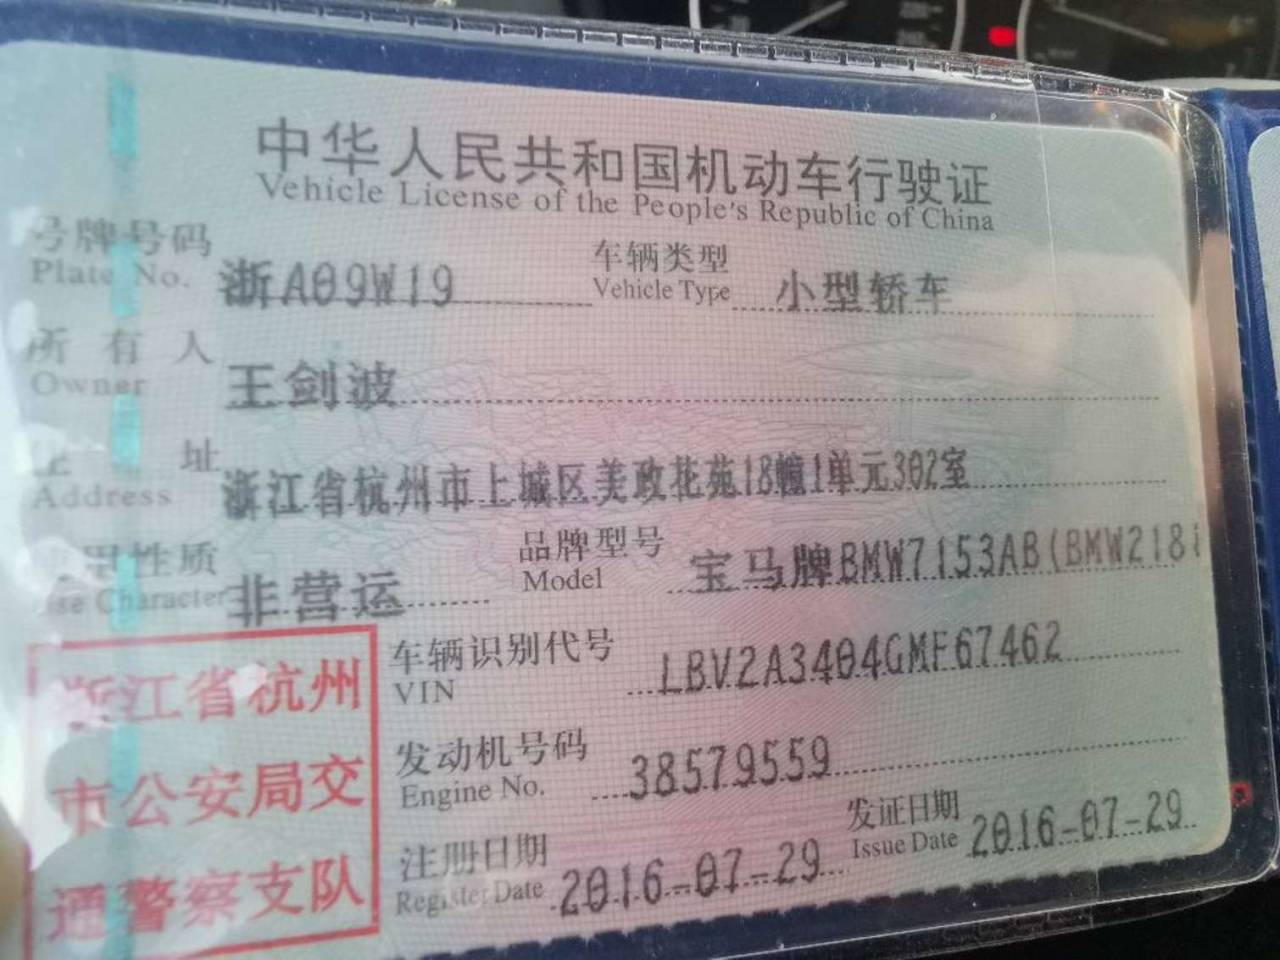 中华人民共和国机动车行驶证
Vehicle License of the People's Republic of China
号牌号码 浙A09W19 车辆类型 小型轿车
Plate No. Vehicle Type
所有人 王剑波
Owner
住址 浙江省杭州市上城区美政花苑18幢1单元302室
Address
使用性质 非营运 品牌型号 宝马牌BMW7153AB(BMW218i
Use Character Model
车辆识别代号 LBV2A3404GMF67462
VIN
发动机号码 38579559
Engine No.
注册日期 2016-07-29 发证日期 2016-07-29
Register Date Issue Date
浙江省杭州
市公安局交
通警察支队